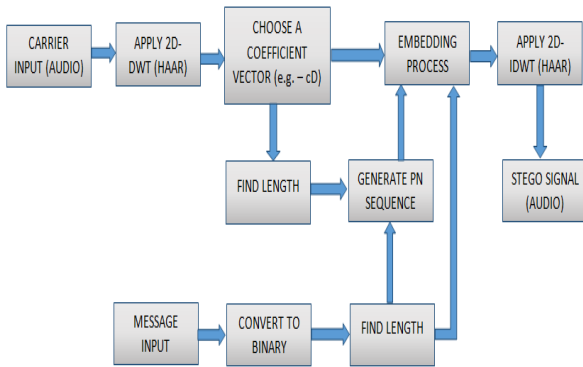 CARRIER
INPUT (AUDIO)
APPLY 2D-
DWT (HAAR)
CHOOSE A
COEFFICIENT
VECTOR (e.g. – cD)
EMBEDDING
PROCESS
APPLY 2D-
IDWT (HAAR)
FIND LENGTH
GENERATE PN
SEQUENCE
STEGO SIGNAL
(AUDIO)
MESSAGE
INPUT
CONVERT TO
BINARY
FIND LENGTH